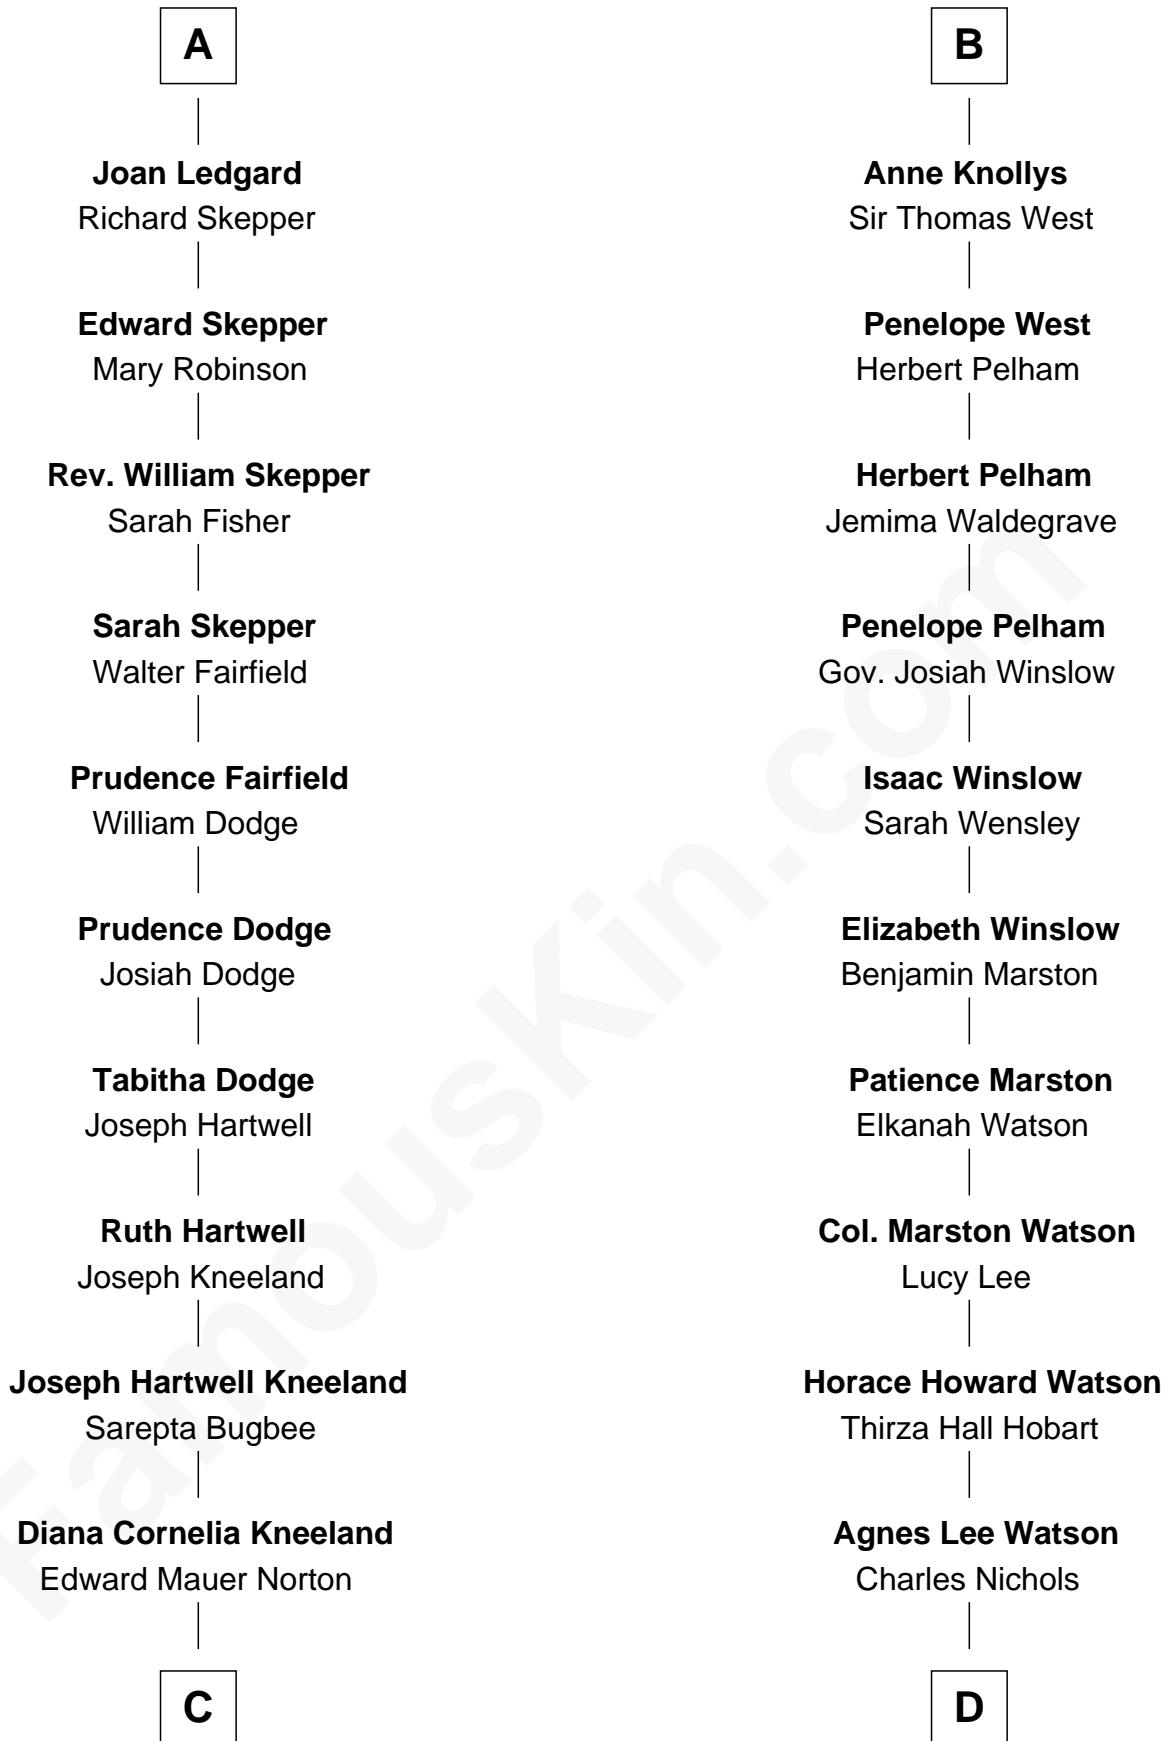 A
Joan Ledgard
Richard Skepper
Edward Skepper
Mary Robinson
Rev. William Skepper
Sarah Fisher
Sarah Skepper
Walter Fairfield
Prudence Fairfield
William Dodge
Prudence Dodge
Josiah Dodge
Tabitha Dodge
Joseph Hartwell
Ruth Hartwell
Joseph Kneeland
Joseph Hartwell Kneeland
Sarepta Bugbee
Diana Cornelia Kneeland
Edward Mauer Norton
C
B
Anne Knollys
Sir Thomas West
Penelope West
Herbert Pelham
Herbert Pelham
Jemima Waldegrave
Penelope Pelham
Gov. Josiah Winslow
Isaac Winslow
Sarah Wensley
Elizabeth Winslow
Benjamin Marston
Patience Marston
Elkanah Watson
Col. Marston Watson
Lucy Lee
Horace Howard Watson
Thirza Hall Hobart
Agnes Lee Watson
Charles Nichols
D
FamousKin.com